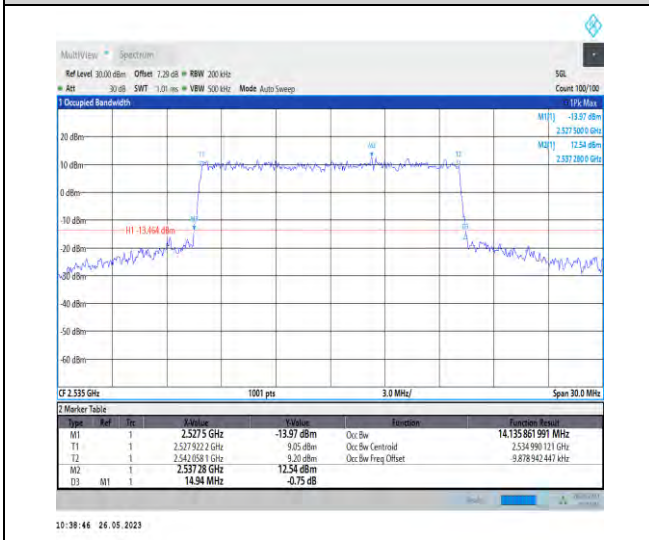 MultiView Spectrum
Ref Level 30.00 dBm Offset 7.29 dB RBW 200 kHz SGL
Att 30 dB SWT 1.01 ms VBW 500 kHz Mode Auto Sweep Count 100/100
1 Occupied Bandwidth 1Pk Max
M1[1] -13.97 dBm
2.527 500 0 GHz
M2[1] 12.54 dBm
2.537 280 0 GHz
20 dBm
M2
T1 T2
10 dBm
0 dBm
-10 dBm
M1
H1 -13.464 dBm
D3
-20 dBm
-30 dBm
-40 dBm
-50 dBm
-60 dBm
CF 2.535 GHz 1001 pts 3.0 MHz/ Span 30.0 MHz
2 Marker Table
Type Ref Trc X-Value Y-Value Function Function Result
M1 1 2.5275 GHz -13.97 dBm Occ Bw 14.135 861 991 MHz
T1 1 2.527 922 2 GHz 9.05 dBm Occ Bw Centroid 2.534 990 121 GHz
T2 1 2.542 058 1 GHz 9.20 dBm Occ Bw Freq Offset -9.878 942 447 kHz
M2 1 2.537 28 GHz 12.54 dBm
D3 M1 1 14.94 MHz -0.75 dB
10:38:46 26.05.2023